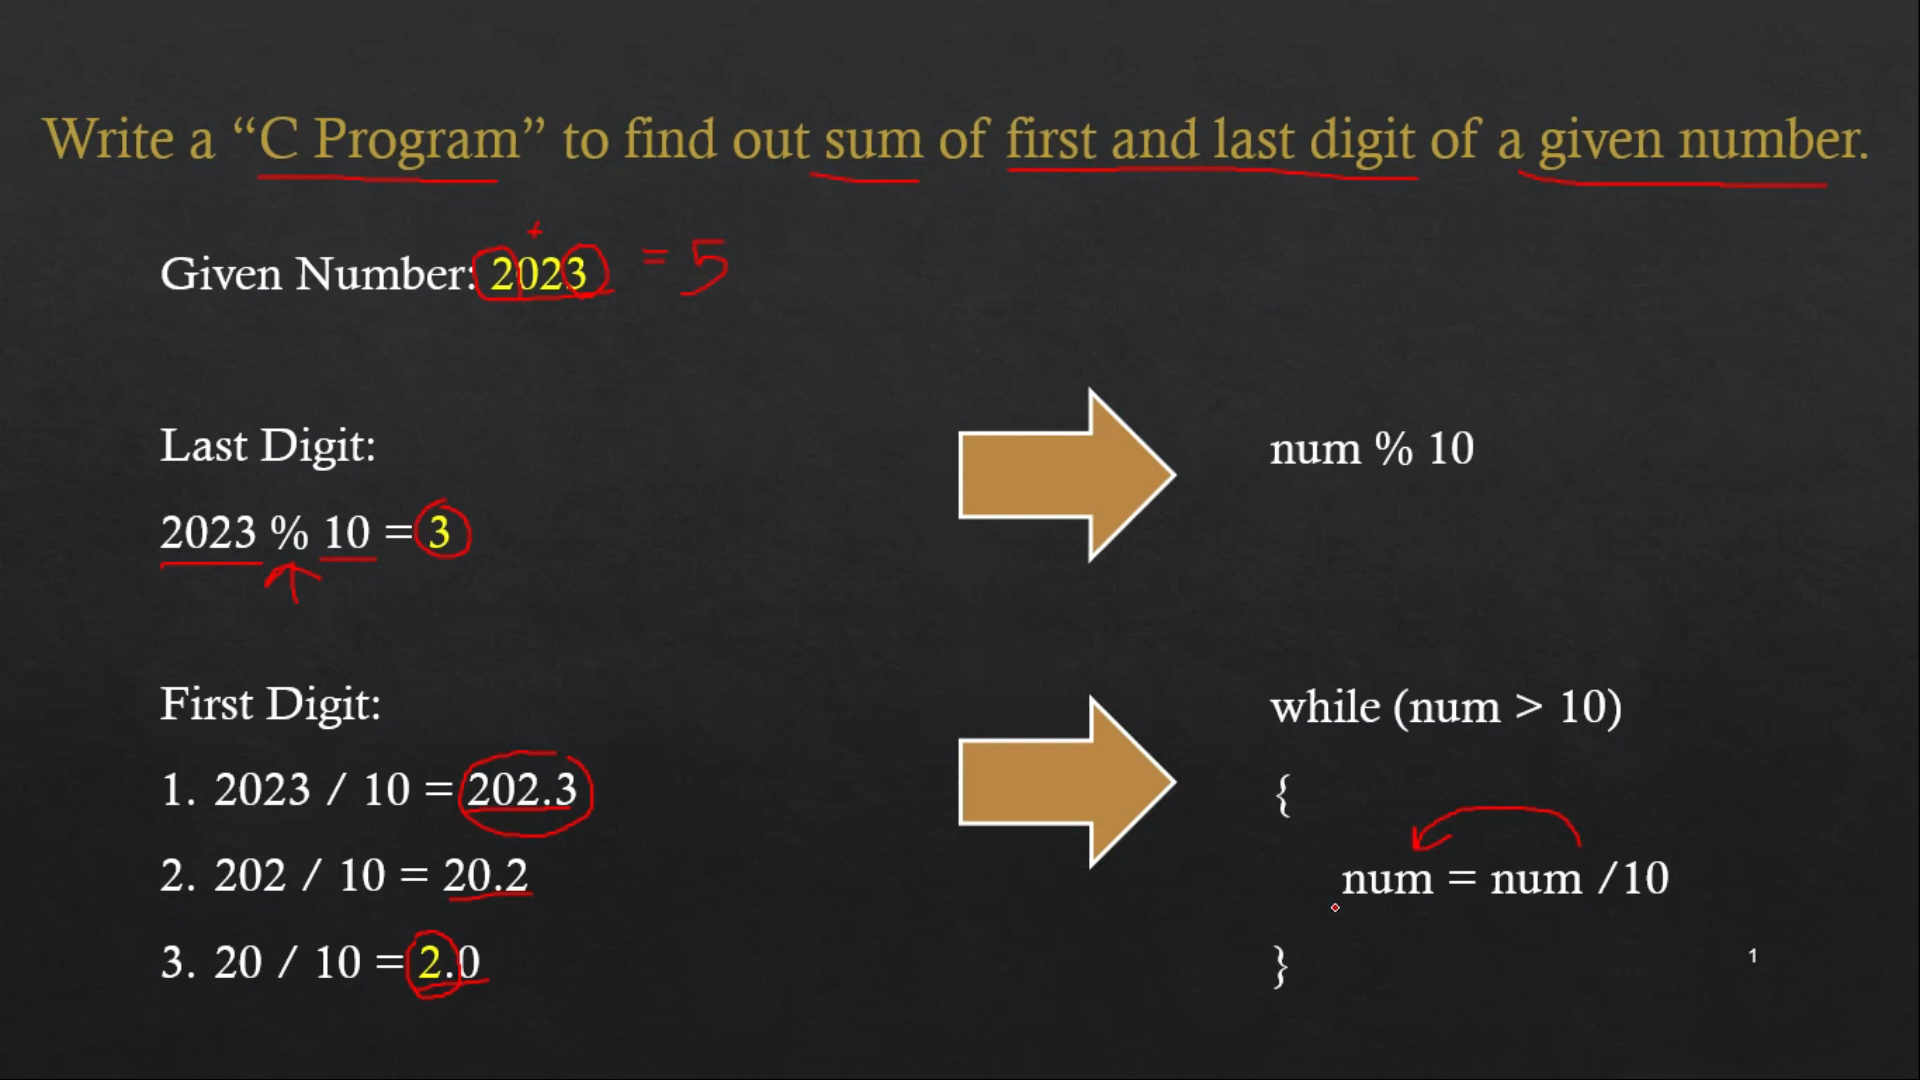 Write a “C Program” to find out sum of first and last digit of a given number.
+
Given Number: 2023 = 5
Last Digit:
2023 % 10 = 3
num % 10
First Digit:
1. 2023 / 10 = 202.3
2. 202 / 10 = 20.2
3. 20 / 10 = 2.0
while (num > 10)
{
num = num /10
}
1